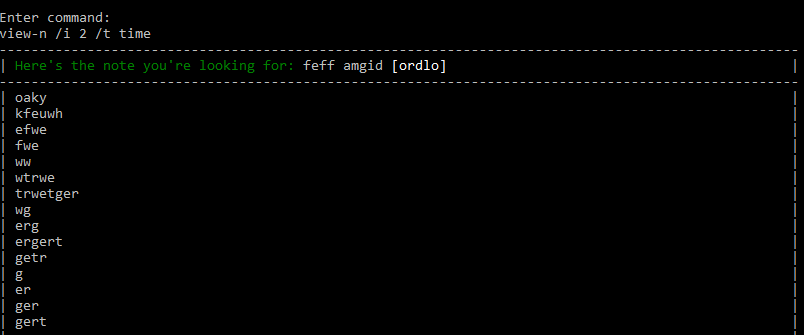 Enter command:
view-n /i 2 /t time
Here's the note you're looking for: feff amgid [ordlo]
oaky
kfeuwh
efwe
fwe
ww
wtrwe
trwetger
wg
erg
ergert
getr
g
er
ger
gert